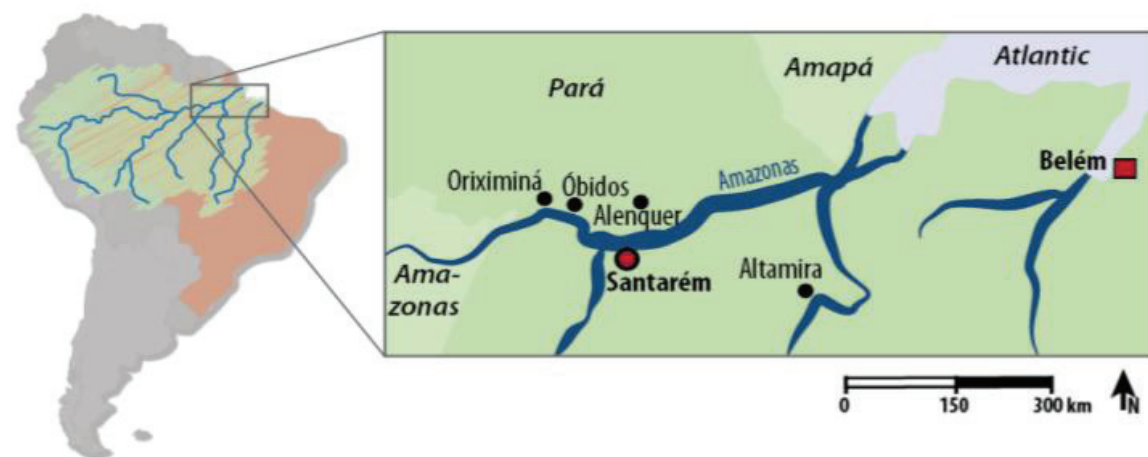 Atlantic
Amapá
Pará
Belém
Amazonas
Oriximiná
Óbidos
Alenquer
Ama-
zonas
Santarém
Altamira
0 150 300 km
N